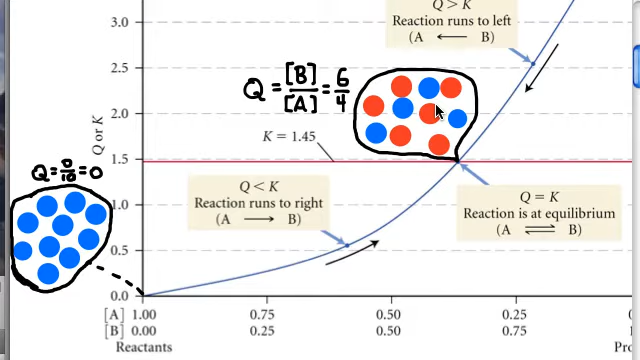 3.0
2.5
2.0
1.5
1.0
0.5
0.0
Q or K
Q > K
Reaction runs to left
(A ⟵ B)
Q = [B]/[A] = 6/4
K = 1.45
Q = 0/10 = 0
Q < K
Reaction runs to right
(A ⟶ B)
Q = K
Reaction is at equilibrium
(A ⇌ B)
[A] 1.00 0.75 0.50 0.25
[B] 0.00 0.25 0.50 0.75
Reactants